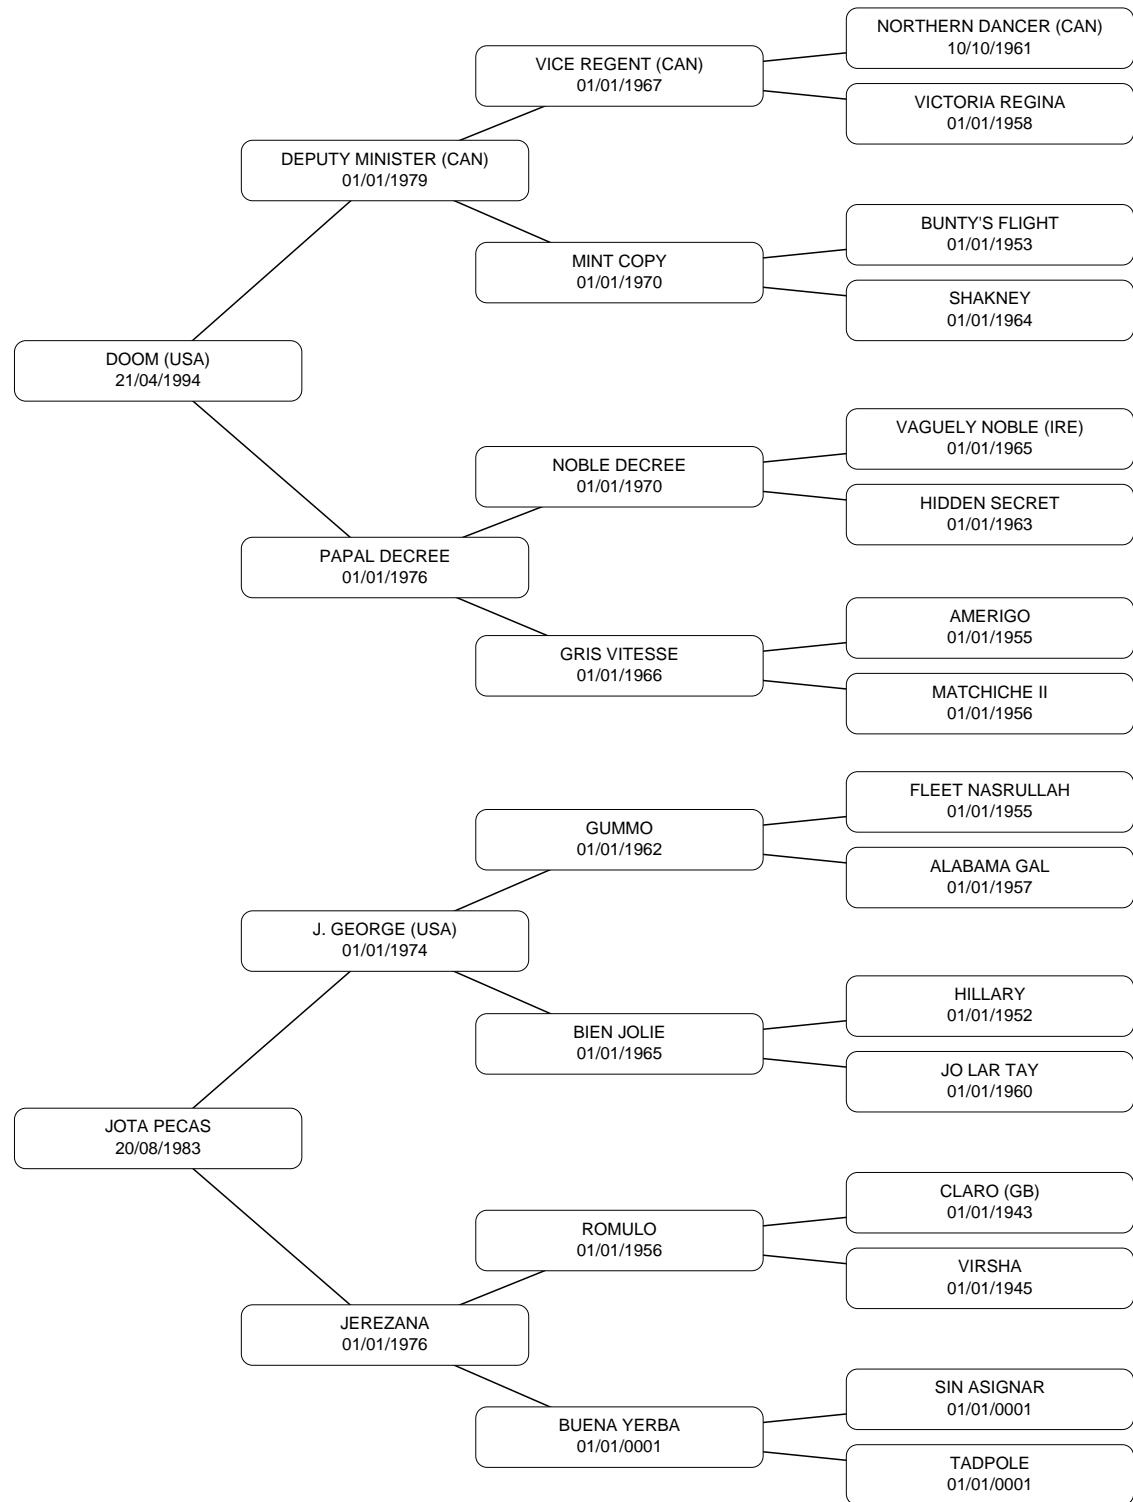 NORTHERN DANCER (CAN)
10/10/1961
VICE REGENT (CAN)
01/01/1967
VICTORIA REGINA
01/01/1958
DEPUTY MINISTER (CAN)
01/01/1979
BUNTY'S FLIGHT
01/01/1953
MINT COPY
01/01/1970
SHAKNEY
01/01/1964
DOOM (USA)
21/04/1994
VAGUELY NOBLE (IRE)
01/01/1965
NOBLE DECREE
01/01/1970
HIDDEN SECRET
01/01/1963
PAPAL DECREE
01/01/1976
AMERIGO
01/01/1955
GRIS VITESSE
01/01/1966
MATCHICHE II
01/01/1956
FLEET NASRULLAH
01/01/1955
GUMMO
01/01/1962
ALABAMA GAL
01/01/1957
J. GEORGE (USA)
01/01/1974
HILLARY
01/01/1952
BIEN JOLIE
01/01/1965
JO LAR TAY
01/01/1960
JOTA PECAS
20/08/1983
CLARO (GB)
01/01/1943
ROMULO
01/01/1956
VIRSHA
01/01/1945
JEREZANA
01/01/1976
SIN ASIGNAR
01/01/0001
BUENA YERBA
01/01/0001
TADPOLE
01/01/0001